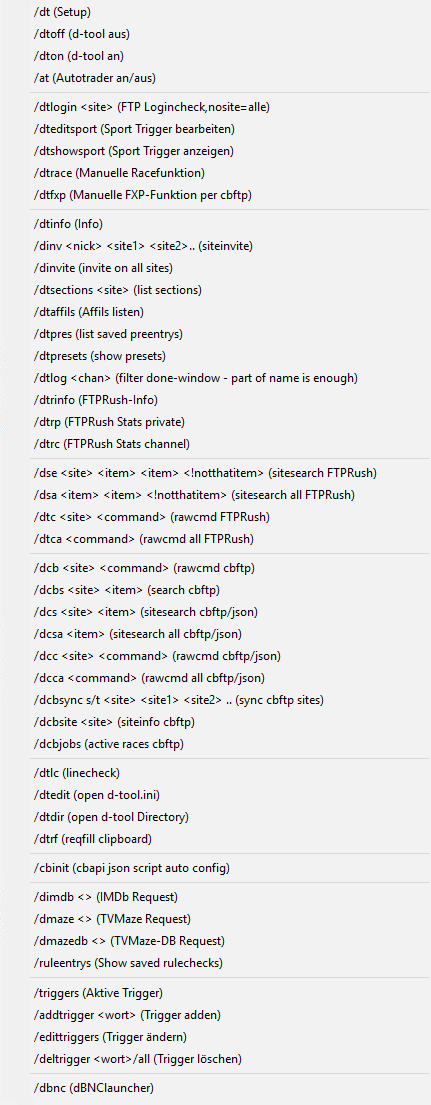 /dt (Setup)
/dtoff (d-tool aus)
/dton (d-tool an)
/at (Autotrader an/aus)
/dtlogin <site> (FTP Logincheck,nosite=alle)
/dteditsport (Sport Trigger bearbeiten)
/dtshowsport (Sport Trigger anzeigen)
/dtrace (Manuelle Racefunktion)
/dtfxp (Manuelle FXP-Funktion per cbftp)
/dtinfo (Info)
/dinv <nick> <site1> <site2>.. (siteinvite)
/dinvite (invite on all sites)
/dtsections <site> (list sections)
/dtaffils (Affils listen)
/dtpres (list saved preentrys)
/dtpresets (show presets)
/dtlog <chan> (filter done-window - part of name is enough)
/dtrinfo (FTPRush-Info)
/dtrp (FTPRush Stats private)
/dtrc (FTPRush Stats channel)
/dse <site> <item> <item> <!notthatitem> (sitesearch FTPRush)
/dsa <item> <item> <!notthatitem> (sitesearch all FTPRush)
/dtc <site> <command> (rawcmd FTPRush)
/dtca <command> (rawcmd all FTPRush)
/dcb <site> <command> (rawcmd cbftp)
/dcbs <site> <item> (search cbftp)
/dcs <site> <item> (sitesearch cbftp/json)
/dcsa <item> (sitesearch all cbftp/json)
/dcc <site> <command> (rawcmd cbftp/json)
/dcca <command> (rawcmd all cbftp/json)
/dcbsync s/t <site> <site1> <site2> .. (sync cbftp sites)
/dcbsite <site> (siteinfo cbftp)
/dcbjobs (active races cbftp)
/dtlc (linecheck)
/dtedit (open d-tool.ini)
/dtdir (open d-tool Directory)
/dtrf (reqfill clipboard)
/cbinit (cbapi json script auto config)
/dimdb <> (IMDb Request)
/dmaze <> (TVMaze Request)
/dmazedb <> (TVMaze-DB Request)
/ruleentrys (Show saved rulechecks)
/triggers (Aktive Trigger)
/addtrigger <wort> (Trigger adden)
/edittriggers (Trigger ändern)
/deltrigger <wort>/all (Trigger löschen)
/dbnc (dBNClauncher)